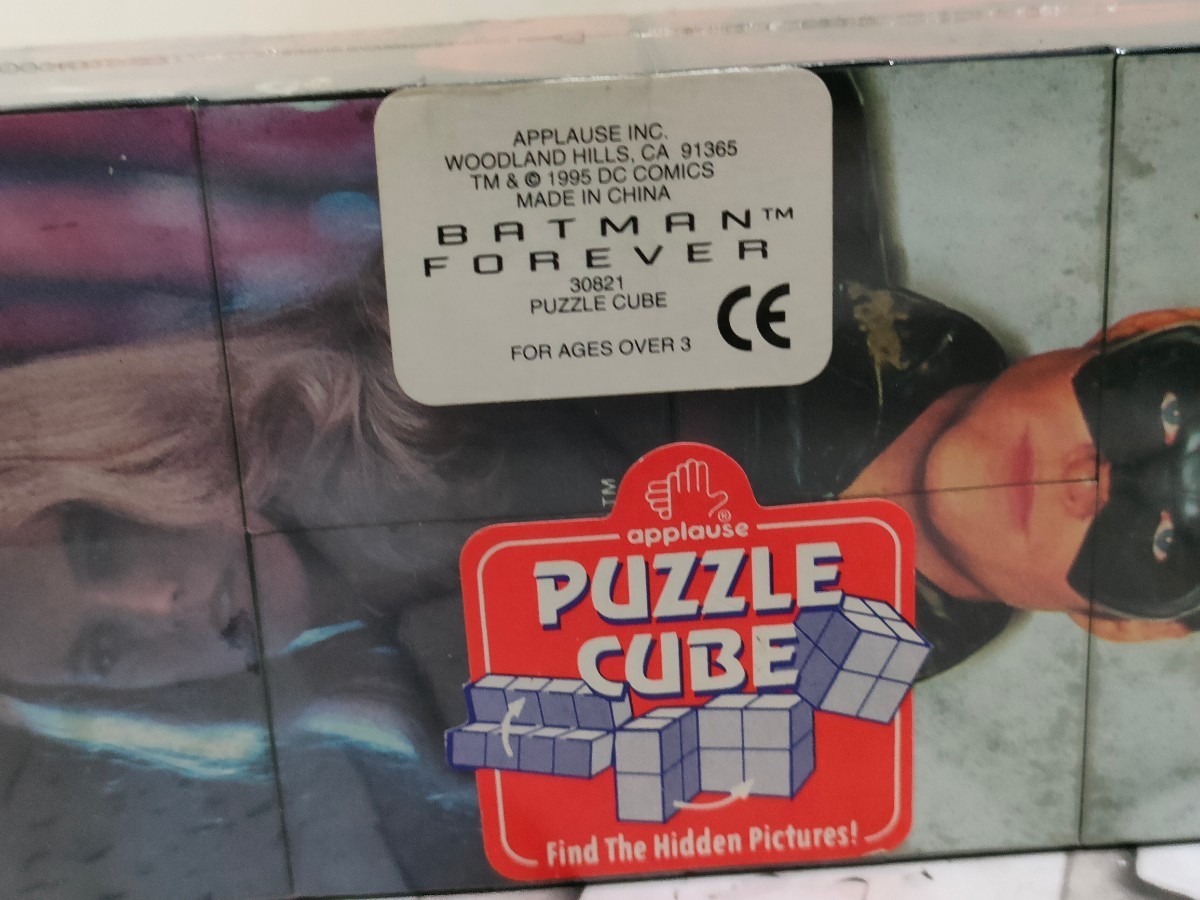 APPLAUSE INC.
WOODLAND HILLS, CA 91365
TM & © 1995 DC COMICS
MADE IN CHINA
BATMAN™
FOREVER
30821
PUZZLE CUBE
FOR AGES OVER 3
CE
TM
applause®
PUZZLE
CUBE
Find The Hidden Pictures!